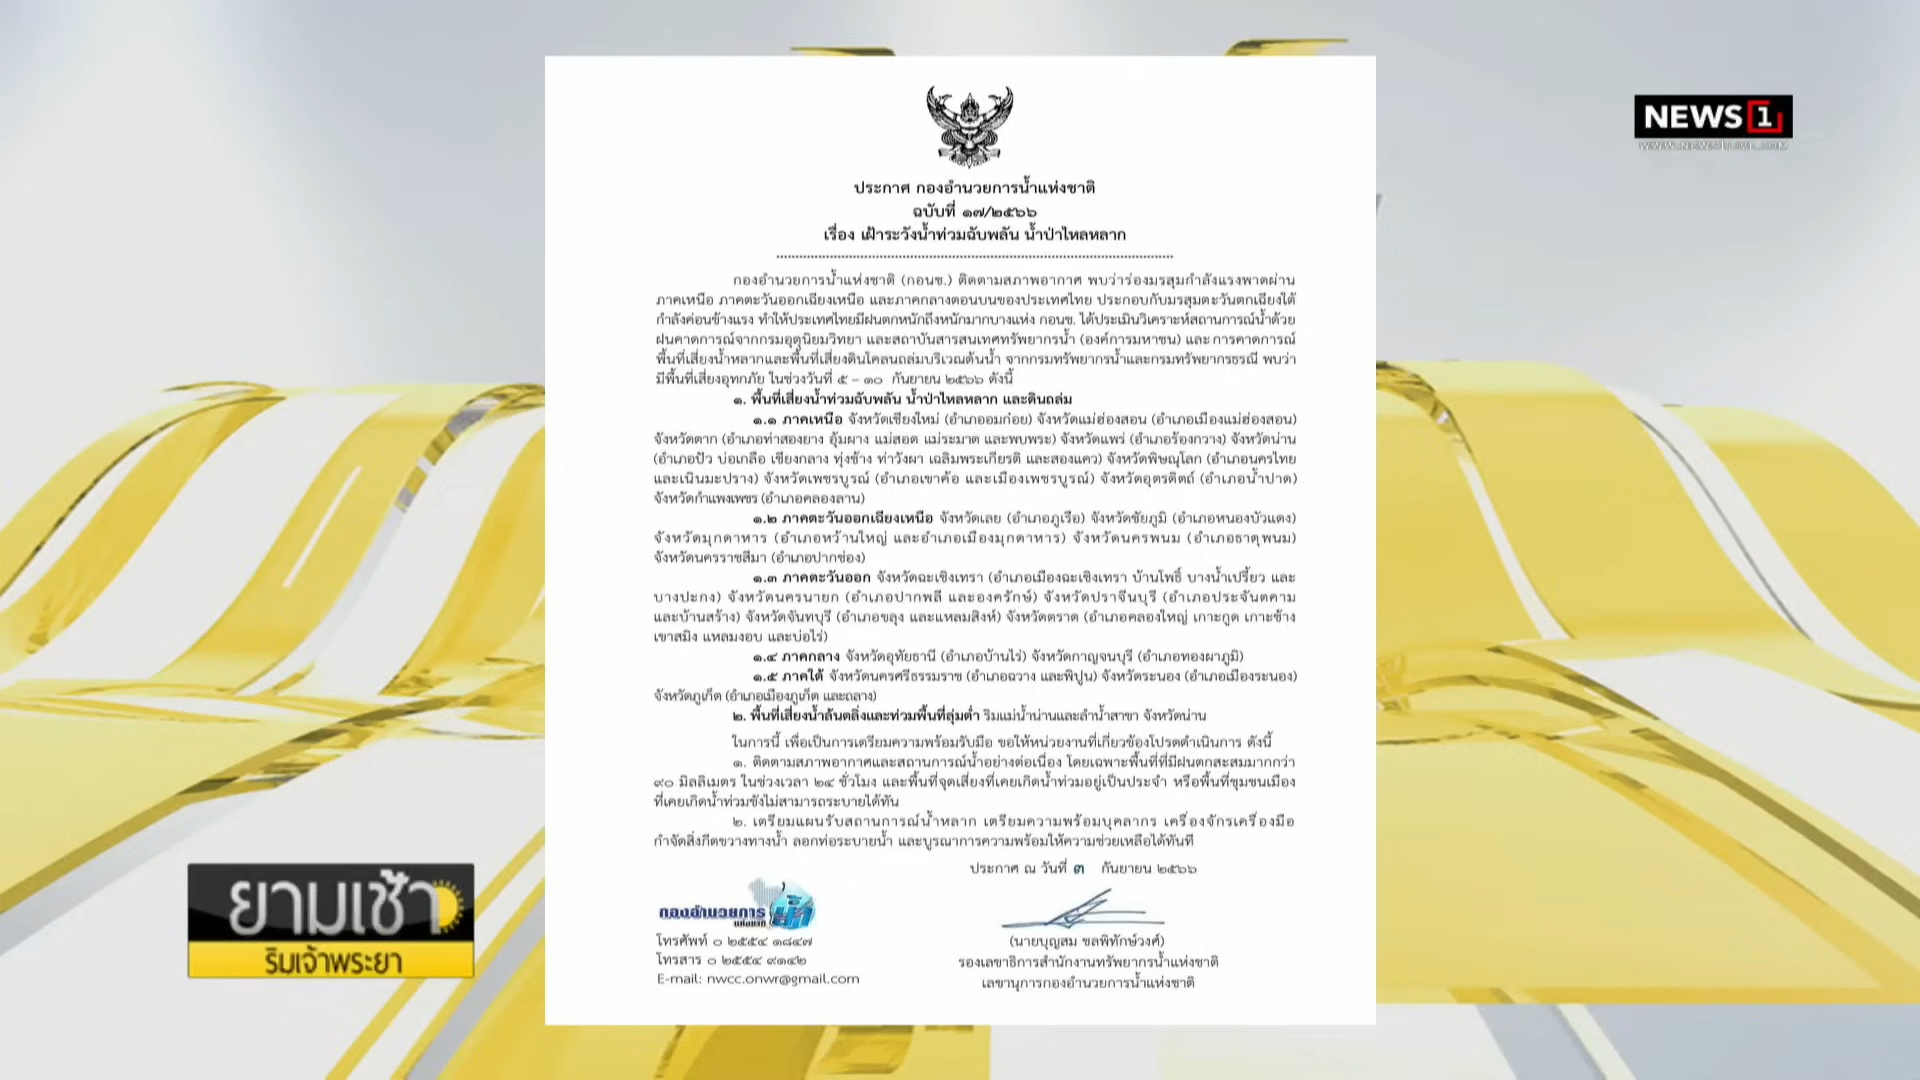 NEWS 1
WWW.NEWS1LIVE.COM
ประกาศ กองอำนวยการน้ำแห่งชาติ
ฉบับที่ ๑๗/๒๕๖๖
เรื่อง เฝ้าระวังน้ำท่วมฉับพลัน น้ำป่าไหลหลาก
กองอำนวยการน้ำแห่งชาติ (กอนช.) ติดตามสภาพอากาศ พบว่าร่องมรสุมกำลังแรงพาดผ่าน
ภาคเหนือ ภาคตะวันออกเฉียงเหนือ และภาคกลางตอนบนของประเทศไทย ประกอบกับมรสุมตะวันตกเฉียงใต้
กำลังค่อนข้างแรง ทำให้ประเทศไทยมีฝนตกหนักถึงหนักมากบางแห่ง กอนช. ได้ประเมินวิเคราะห์สถานการณ์น้ำด้วย
ฝนคาดการณ์จากกรมอุตุนิยมวิทยา และสถาบันสารสนเทศทรัพยากรน้ำ (องค์การมหาชน) และ การคาดการณ์
พื้นที่เสี่ยงน้ำหลากและพื้นที่เสี่ยงดินโคลนถล่มบริเวณต้นน้ำ จากกรมทรัพยากรน้ำและกรมทรัพยากรธรณี พบว่า
มีพื้นที่เสี่ยงอุทกภัย ในช่วงวันที่ ๕ – ๑๐ กันยายน ๒๕๖๖ ดังนี้
๑. พื้นที่เสี่ยงน้ำท่วมฉับพลัน น้ำป่าไหลหลาก และดินถล่ม
๑.๑ ภาคเหนือ จังหวัดเชียงใหม่ (อำเภออมก๋อย) จังหวัดแม่ฮ่องสอน (อำเภอเมืองแม่ฮ่องสอน)
จังหวัดตาก (อำเภอท่าสองยาง อุ้มผาง แม่สอด แม่ระมาด และพบพระ) จังหวัดแพร่ (อำเภอร้องกวาง) จังหวัดน่าน
(อำเภอปัว บ่อเกลือ เชียงกลาง ทุ่งช้าง ท่าวังผา เฉลิมพระเกียรติ และสองแคว) จังหวัดพิษณุโลก (อำเภอนครไทย
และเนินมะปราง) จังหวัดเพชรบูรณ์ (อำเภอเขาค้อ และเมืองเพชรบูรณ์) จังหวัดอุตรดิตถ์ (อำเภอน้ำปาด)
จังหวัดกำแพงเพชร (อำเภอคลองลาน)
๑.๒ ภาคตะวันออกเฉียงเหนือ จังหวัดเลย (อำเภอภูเรือ) จังหวัดชัยภูมิ (อำเภอหนองบัวแดง)
จังหวัดมุกดาหาร (อำเภอหว้านใหญ่ และอำเภอเมืองมุกดาหาร) จังหวัดนครพนม (อำเภอธาตุพนม)
จังหวัดนครราชสีมา (อำเภอปากช่อง)
๑.๓ ภาคตะวันออก จังหวัดฉะเชิงเทรา (อำเภอเมืองฉะเชิงเทรา บ้านโพธิ์ บางน้ำเปรี้ยว และ
บางปะกง) จังหวัดนครนายก (อำเภอปากพลี และองครักษ์) จังหวัดปราจีนบุรี (อำเภอประจันตคาม
และบ้านสร้าง) จังหวัดจันทบุรี (อำเภอขลุง และแหลมสิงห์) จังหวัดตราด (อำเภอคลองใหญ่ เกาะกูด เกาะช้าง
เขาสมิง แหลมงอบ และบ่อไร่)
๑.๔ ภาคกลาง จังหวัดอุทัยธานี (อำเภอบ้านไร่) จังหวัดกาญจนบุรี (อำเภอทองผาภูมิ)
๑.๕ ภาคใต้ จังหวัดนครศรีธรรมราช (อำเภอฉวาง และพิปูน) จังหวัดระนอง (อำเภอเมืองระนอง)
จังหวัดภูเก็ต (อำเภอเมืองภูเก็ต และถลาง)
๒. พื้นที่เสี่ยงน้ำล้นตลิ่งและท่วมพื้นที่ลุ่มต่ำ ริมแม่น้ำน่านและลำน้ำสาขา จังหวัดน่าน
ในการนี้ เพื่อเป็นการเตรียมความพร้อมรับมือ ขอให้หน่วยงานที่เกี่ยวข้องโปรดดำเนินการ ดังนี้
๑. ติดตามสภาพอากาศและสถานการณ์น้ำอย่างต่อเนื่อง โดยเฉพาะพื้นที่ที่มีฝนตกสะสมมากกว่า
๙๐ มิลลิเมตร ในช่วงเวลา ๒๔ ชั่วโมง และพื้นที่จุดเสี่ยงที่เคยเกิดน้ำท่วมอยู่เป็นประจำ หรือพื้นที่ชุมชนเมือง
ที่เคยเกิดน้ำท่วมขังไม่สามารถระบายได้ทัน
๒. เตรียมแผนรับสถานการณ์น้ำหลาก เตรียมความพร้อมบุคลากร เครื่องจักรเครื่องมือ
กำจัดสิ่งกีดขวางทางน้ำ ลอกท่อระบายน้ำ และบูรณาการความพร้อมให้ความช่วยเหลือได้ทันที
ประกาศ ณ วันที่ ๓ กันยายน ๒๕๖๖
กองอำนวยการ น้ำ
แห่งชาติ
โทรศัพท์ ๐ ๒๕๕๔ ๑๘๔๗
โทรสาร ๐ ๒๕๕๔ ๙๑๔๒
E-mail: nwcc.onwr@gmail.com
(นายบุญสม ชลพิทักษ์วงศ์)
รองเลขาธิการสำนักงานทรัพยากรน้ำแห่งชาติ
เลขานุการกองอำนวยการน้ำแห่งชาติ
ยามเช้า
ริมเจ้าพระยา